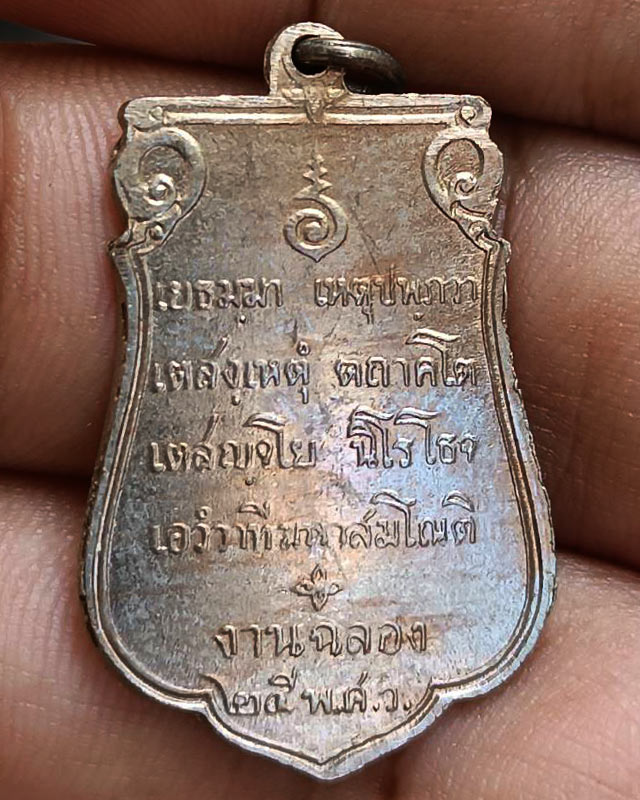 เยธมฺมา เหตุปฺปพฺภวา
เตสงฺเหตุํ ตถาคโต
เตสญฺจโย นิโรโธจ
เอวํวาทีมหาสมโณติ
งานฉลอง
๒๕ พ.ศ.ว.